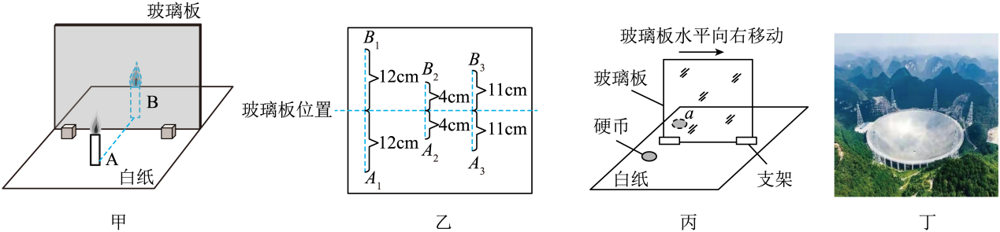 玻璃板
B
A
白纸
甲
B₁
B₂
B₃
12cm
4cm
11cm
玻璃板位置
12cm
4cm
11cm
A₁
A₂
A₃
乙
玻璃板水平向右移动
玻璃板
a
硬币
白纸
支架
丙
丁